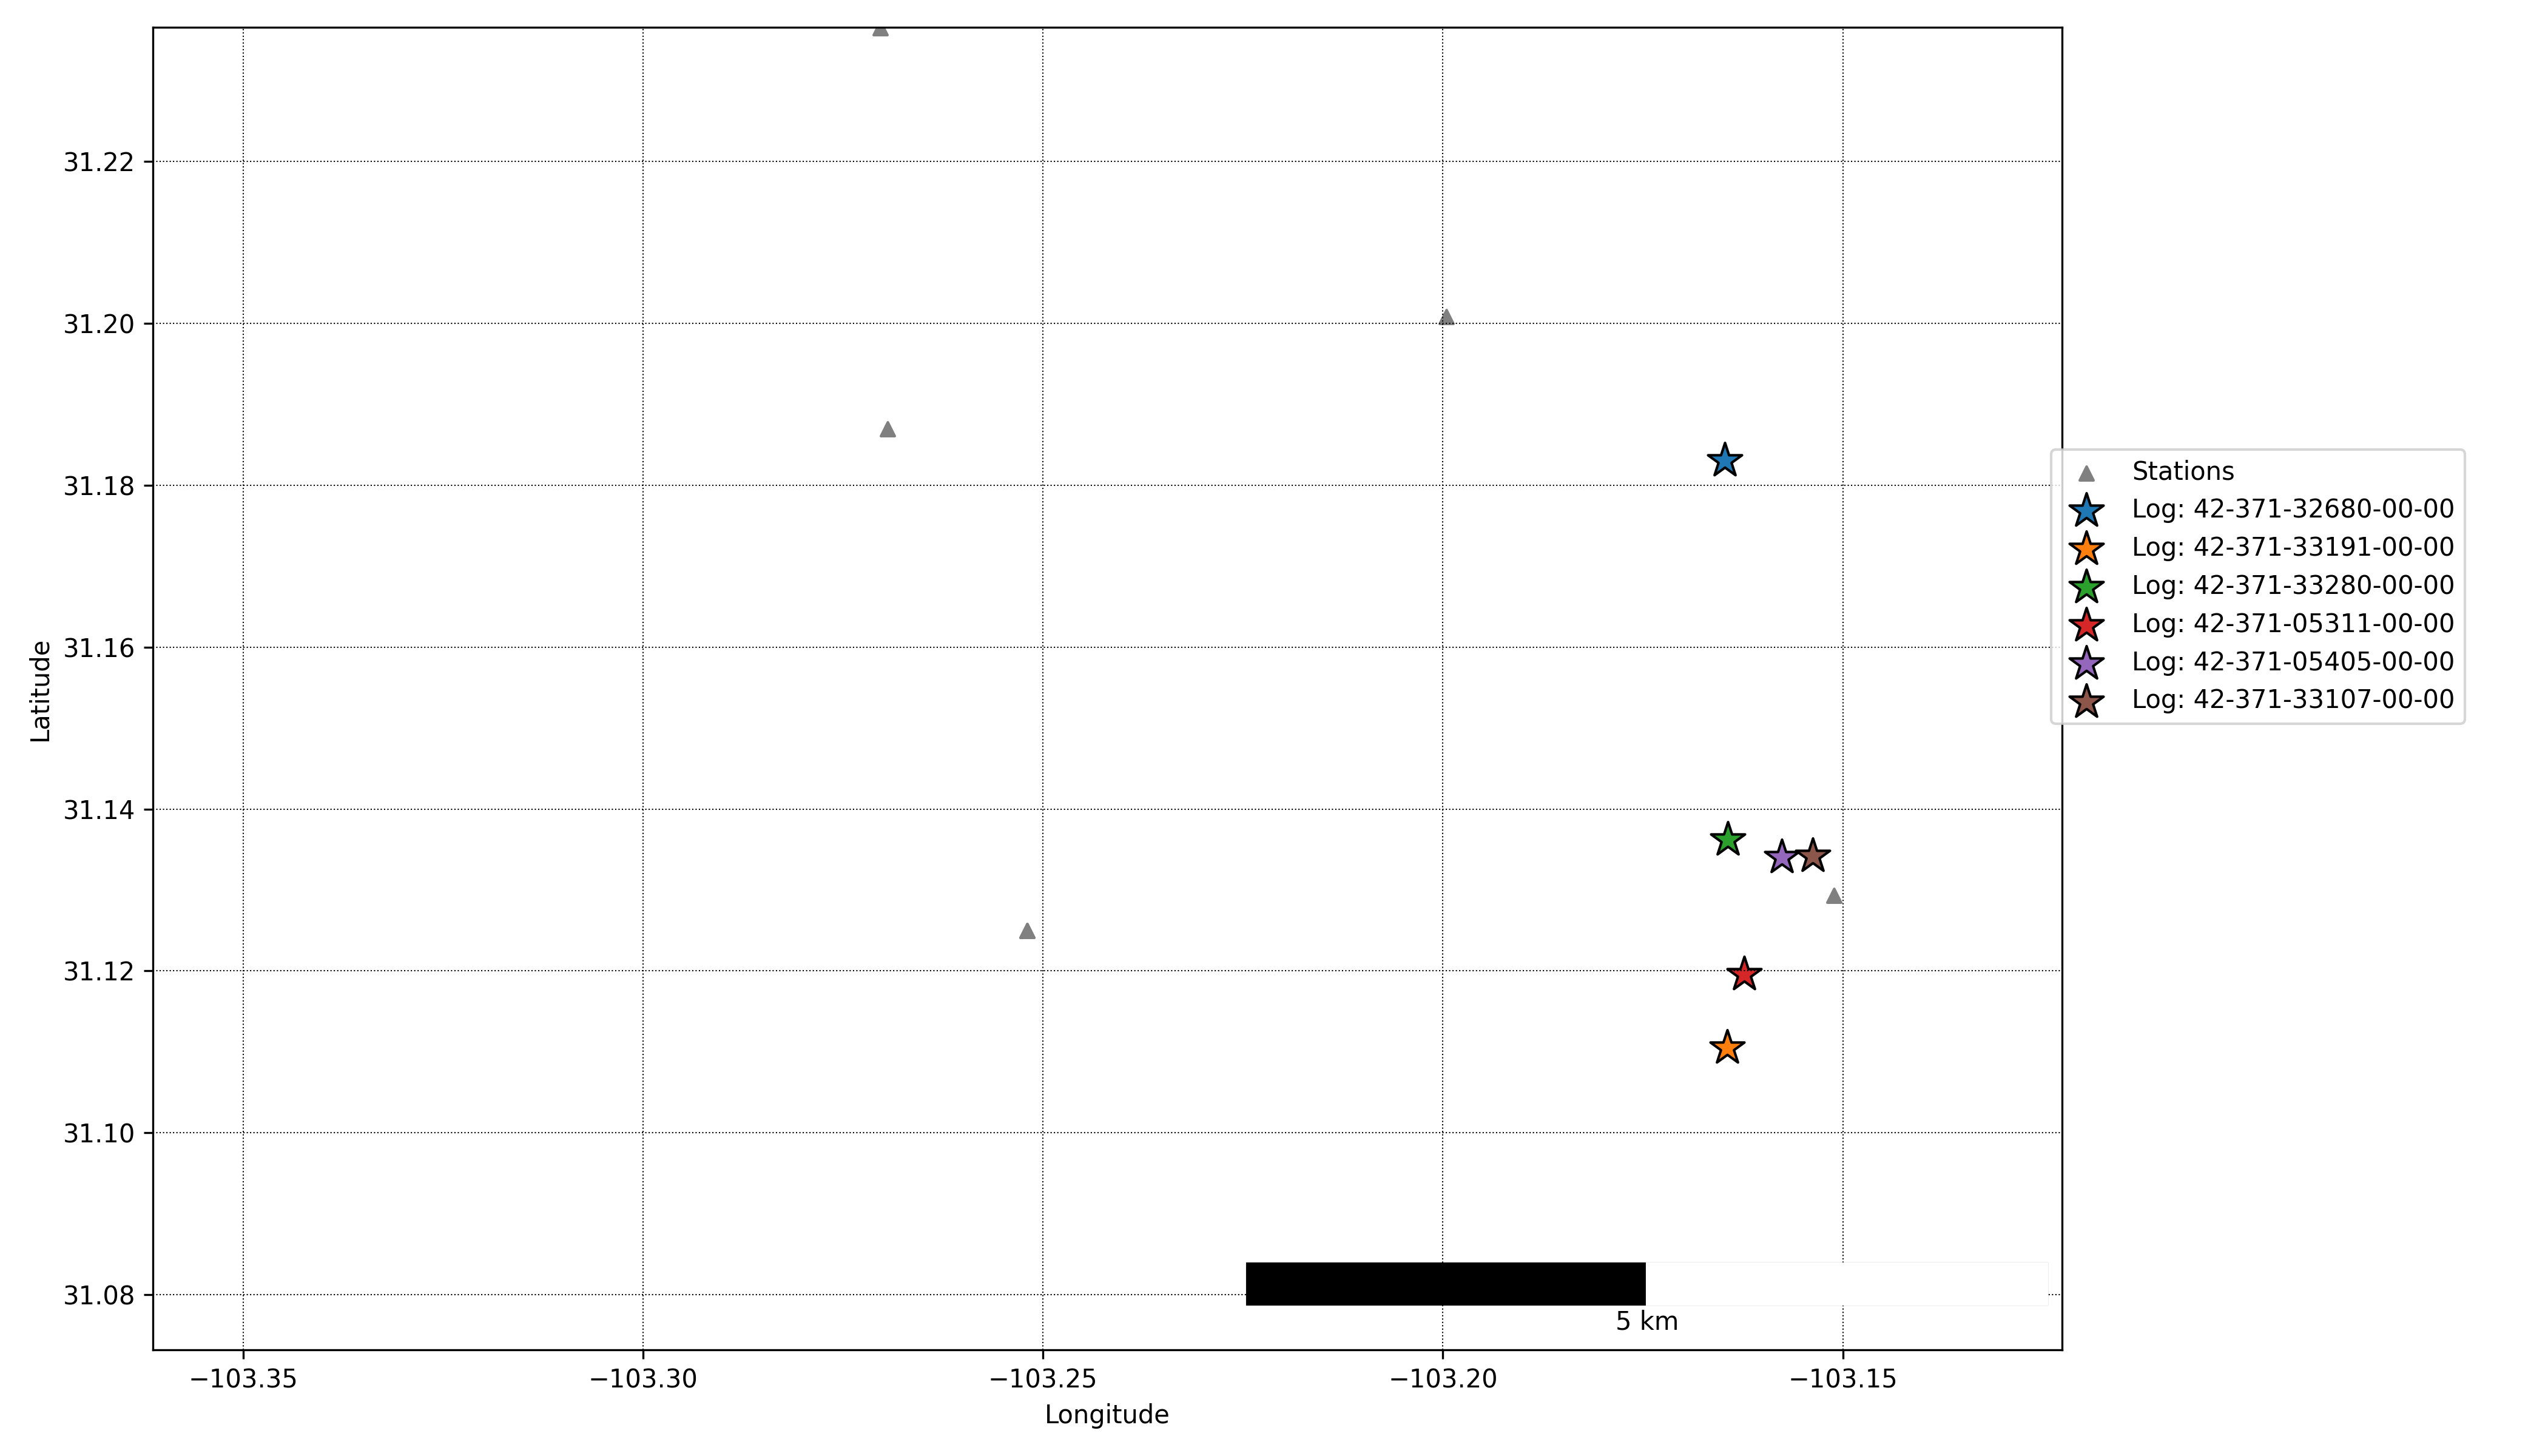 31.22
31.20
31.18
31.16
31.14
31.12
31.10
31.08
Latitude
−103.35
−103.30
−103.25
−103.20
−103.15
Longitude
5 km
Stations
Log: 42-371-32680-00-00
Log: 42-371-33191-00-00
Log: 42-371-33280-00-00
Log: 42-371-05311-00-00
Log: 42-371-05405-00-00
Log: 42-371-33107-00-00